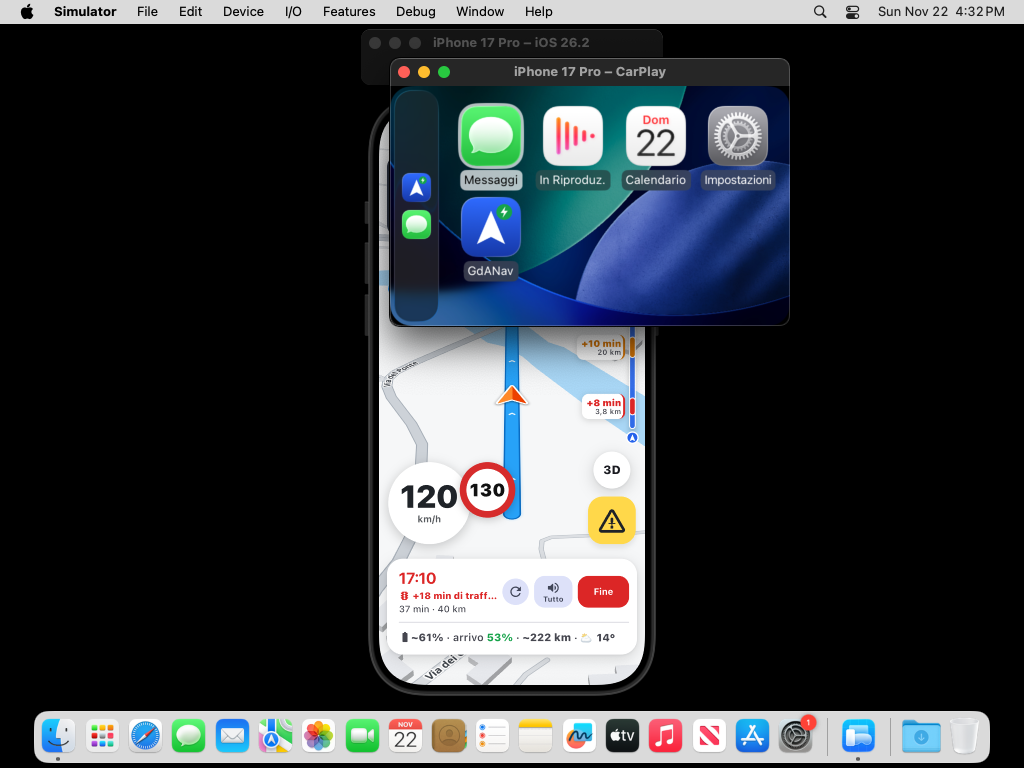 Simulator File Edit Device I/O Features Debug Window Help Sun Nov 22 4:32 PM
iPhone 17 Pro – iOS 26.2
iPhone 17 Pro – CarPlay
Dom
22
Messaggi In Riproduz. Calendario Impostazioni
GdANav
+10 min
20 km
Via del Ponte
+8 min
3,8 km
3D
120
km/h
130
17:10
+18 min di traff...
37 min · 40 km
Tutto
Fine
~61% · arrivo 53% · ~222 km · 14°
NOV
22
tv
1